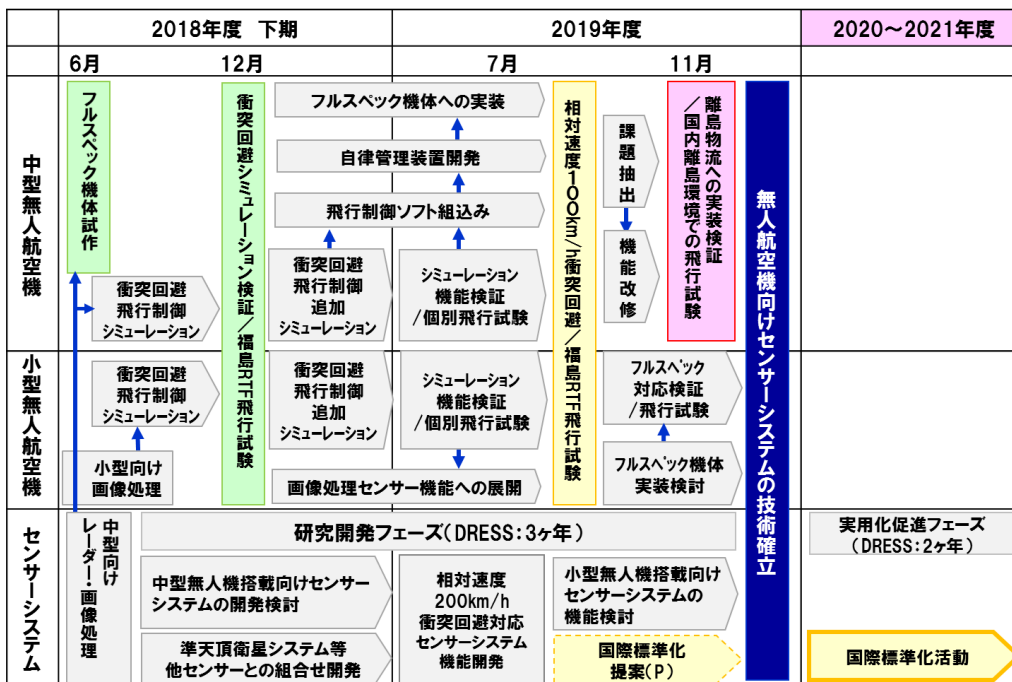 2018年度 下期
2019年度
2020～2021年度
6月
12月
7月
11月
中型無人航空機
フルスペック機体試作
衝突回避
飛行制御
シミュレーション
衝突回避シミュレーション検証／福島RTF飛行試験
フルスペック機体への実装
自律管理装置開発
飛行制御ソフト組込み
衝突回避
飛行制御
追加
シミュレーション
シミュレーション
機能検証
/個別飛行試験
相対速度100km/h衝突回避／福島RTF飛行試験
課題抽出
機能改修
離島物流への実装検証
／国内離島環境での飛行試験
無人航空機向けセンサーシステムの技術確立
小型無人航空機
衝突回避
飛行制御
シミュレーション
小型向け
画像処理
衝突回避
飛行制御
追加
シミュレーション
シミュレーション
機能検証
/個別飛行試験
画像処理センサー機能への展開
フルスペック
対応検証
/飛行試験
フルスペック機体
実装検討
センサーシステム
中型向け
レーダー・画像処理
研究開発フェーズ(DRESS:3ヶ年)
中型無人機搭載向けセンサー
システムの開発検討
準天頂衛星システム等
他センサーとの組合せ開発
相対速度
200km/h
衝突回避対応
センサーシステム
機能開発
小型無人機搭載向け
センサーシステムの
機能検討
国際標準化
提案(P)
実用化促進フェーズ
(DRESS:2ヶ年)
国際標準化活動